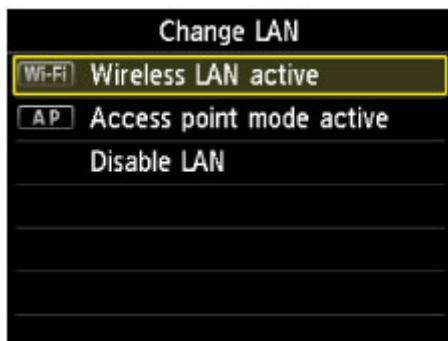 Change LAN
Wi-Fi Wireless LAN active
AP Access point mode active
Disable LAN